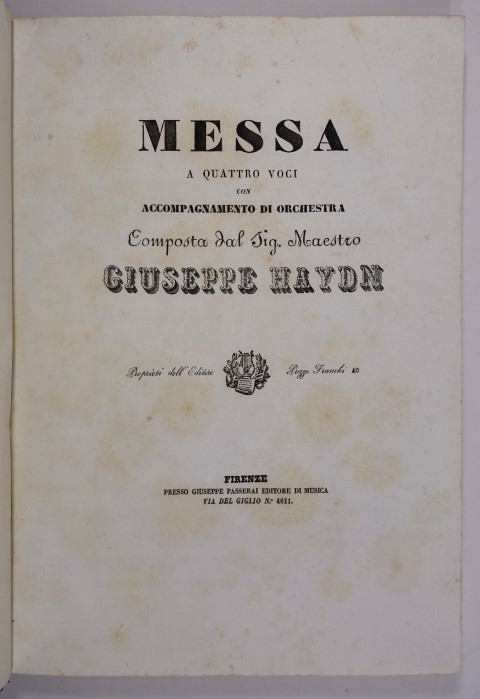 MESSA
A QUATTRO VOCI
CON
ACCOMPAGNAMENTO DI ORCHESTRA
Composta dal Sig. Maestro
GIUSEPPE HAYDN
Proprietà dell'Editore Prezzo Franchi 40
FIRENZE
PRESSO GIUSEPPE PASSERAI EDITORE DI MUSICA
VIA DEL GIGLIO N.º 4611.